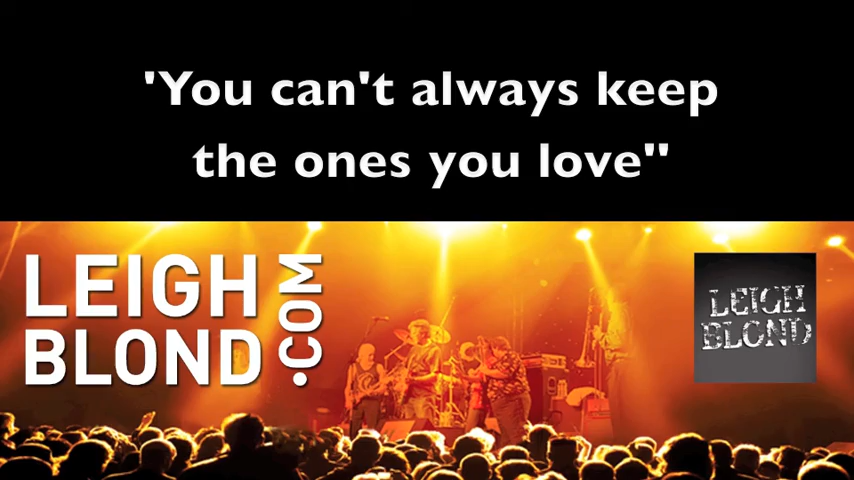 'You can't always keep
the ones you love"
LEIGH
BLOND
.COM
LEIGH
BLOND